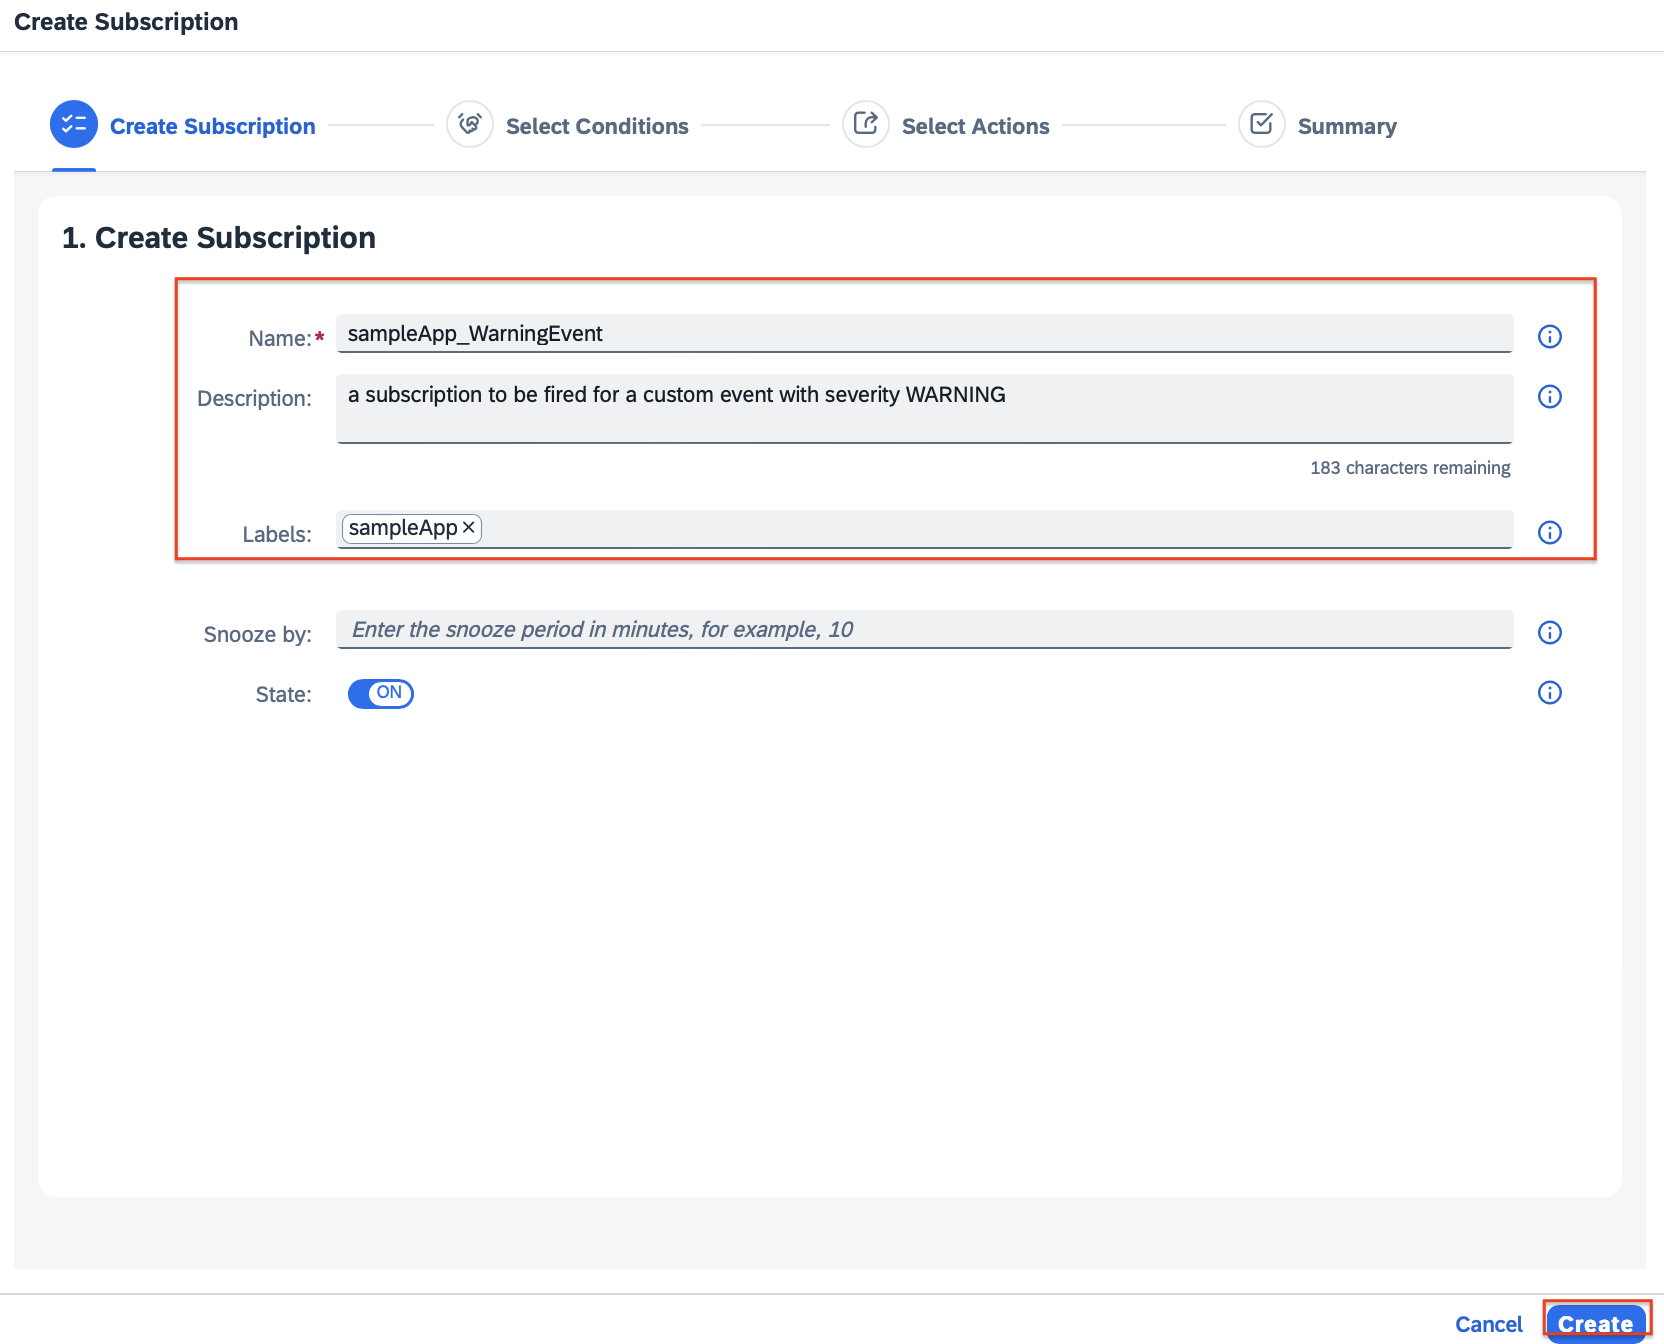 Create Subscription
Create Subscription
Select Conditions
Select Actions
Summary
1. Create Subscription
Name:* sampleApp_WarningEvent
Description: a subscription to be fired for a custom event with severity WARNING
183 characters remaining
Labels: sampleApp
Snooze by: Enter the snooze period in minutes, for example, 10
State: ON
Cancel Create